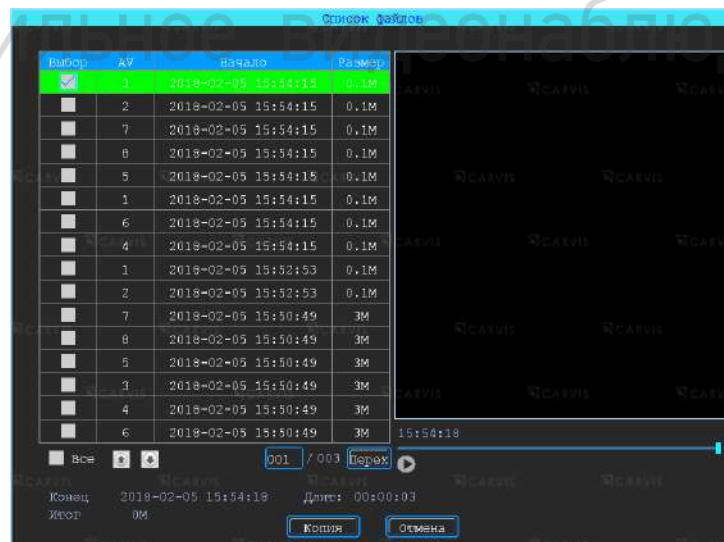 Список файлов
Выбор AV Начало Размер
1 2018-02-05 15:54:15 0.1M
2 2018-02-05 15:54:15 0.1M
7 2018-02-05 15:54:15 0.1M
8 2018-02-05 15:54:15 0.1M
5 2018-02-05 15:54:15 0.1M
1 2018-02-05 15:54:15 0.1M
6 2018-02-05 15:54:15 0.1M
4 2018-02-05 15:54:15 0.1M
1 2018-02-05 15:52:53 0.1M
2 2018-02-05 15:52:53 0.1M
7 2018-02-05 15:50:49 3M
8 2018-02-05 15:50:49 3M
5 2018-02-05 15:50:49 3M
3 2018-02-05 15:50:49 3M
4 2018-02-05 15:50:49 3M
6 2018-02-05 15:50:49 3M
15:54:18
Все 001 / 003 Перех
Конец 2018-02-05 15:54:18 Длит: 00:00:03
Итог 0M
Копия Отмена
CARVIS